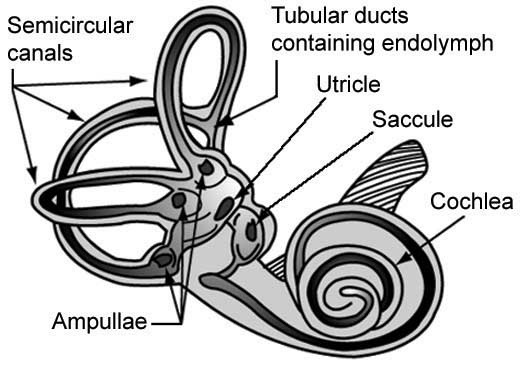 Semicircular
canals
Tubular ducts
containing endolymph
Utricle
Saccule
Cochlea
Ampullae